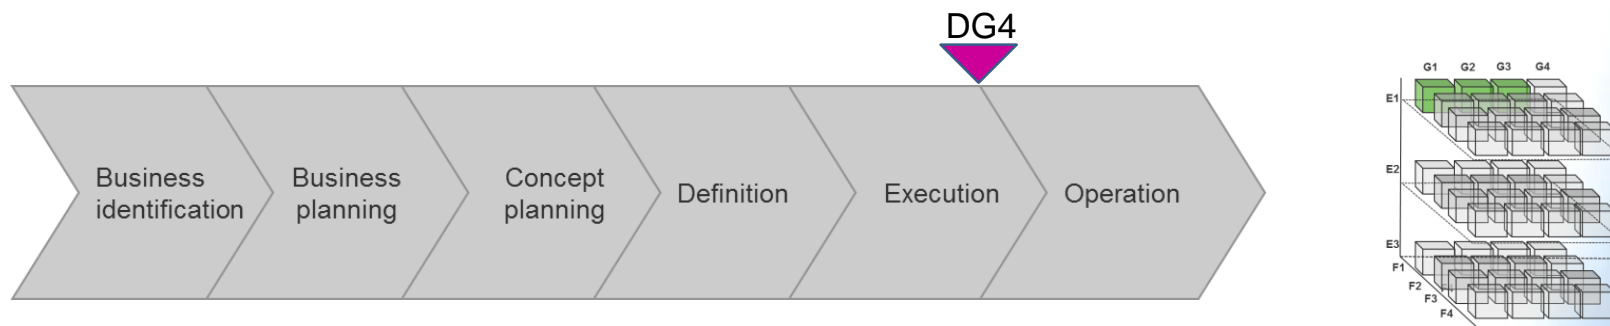 DG4
Business
identification
Business
planning
Concept
planning
Definition
Execution
Operation
G1 G2 G3 G4
E1
E2
E3
F1
F2
F3
F4